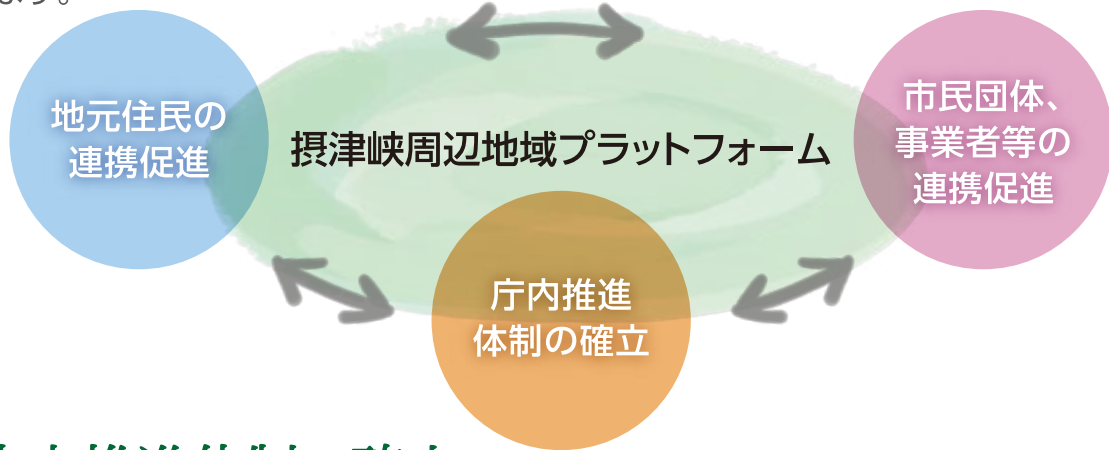 ます。
地元住民の
連携促進
摂津峡周辺地域プラットフォーム
市民団体、
事業者等の
連携促進
庁内推進
体制の確立